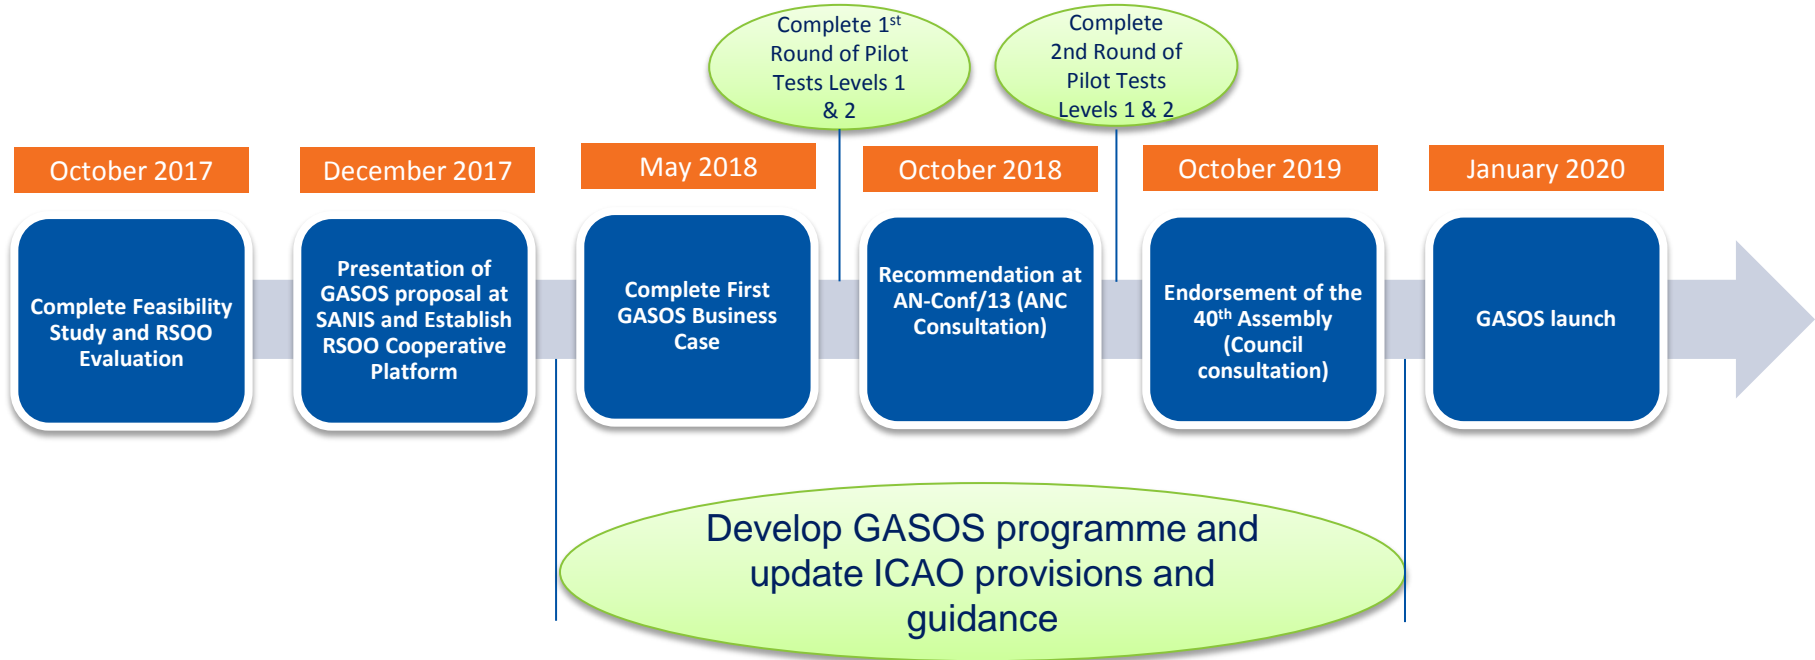 Complete 1st
Round of Pilot
Tests Levels 1
& 2
Complete
2nd Round of
Pilot Tests
Levels 1 & 2
October 2017
December 2017
May 2018
October 2018
October 2019
January 2020
Complete Feasibility
Study and RSOO
Evaluation
Presentation of
GASOS proposal at
SANIS and Establish
RSOO Cooperative
Platform
Complete First
GASOS Business
Case
Recommendation at
AN-Conf/13 (ANC
Consultation)
Endorsement of the
40th Assembly
(Council
consultation)
GASOS launch
Develop GASOS programme and
update ICAO provisions and
guidance